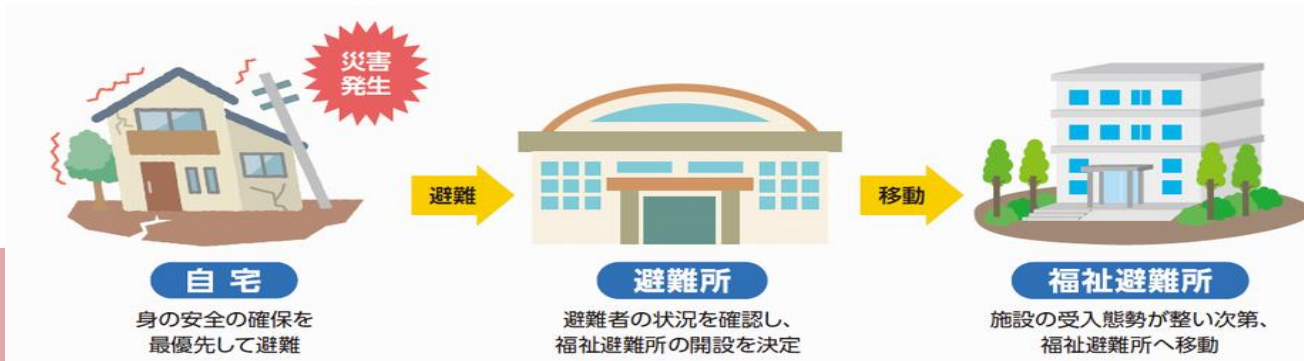 災害
発生
避難
移動
自宅
避難所
福祉避難所
身の安全の確保を
最優先して避難
避難者の状況を確認し、
福祉避難所の開設を決定
施設の受入態勢が整い次第、
福祉避難所へ移動